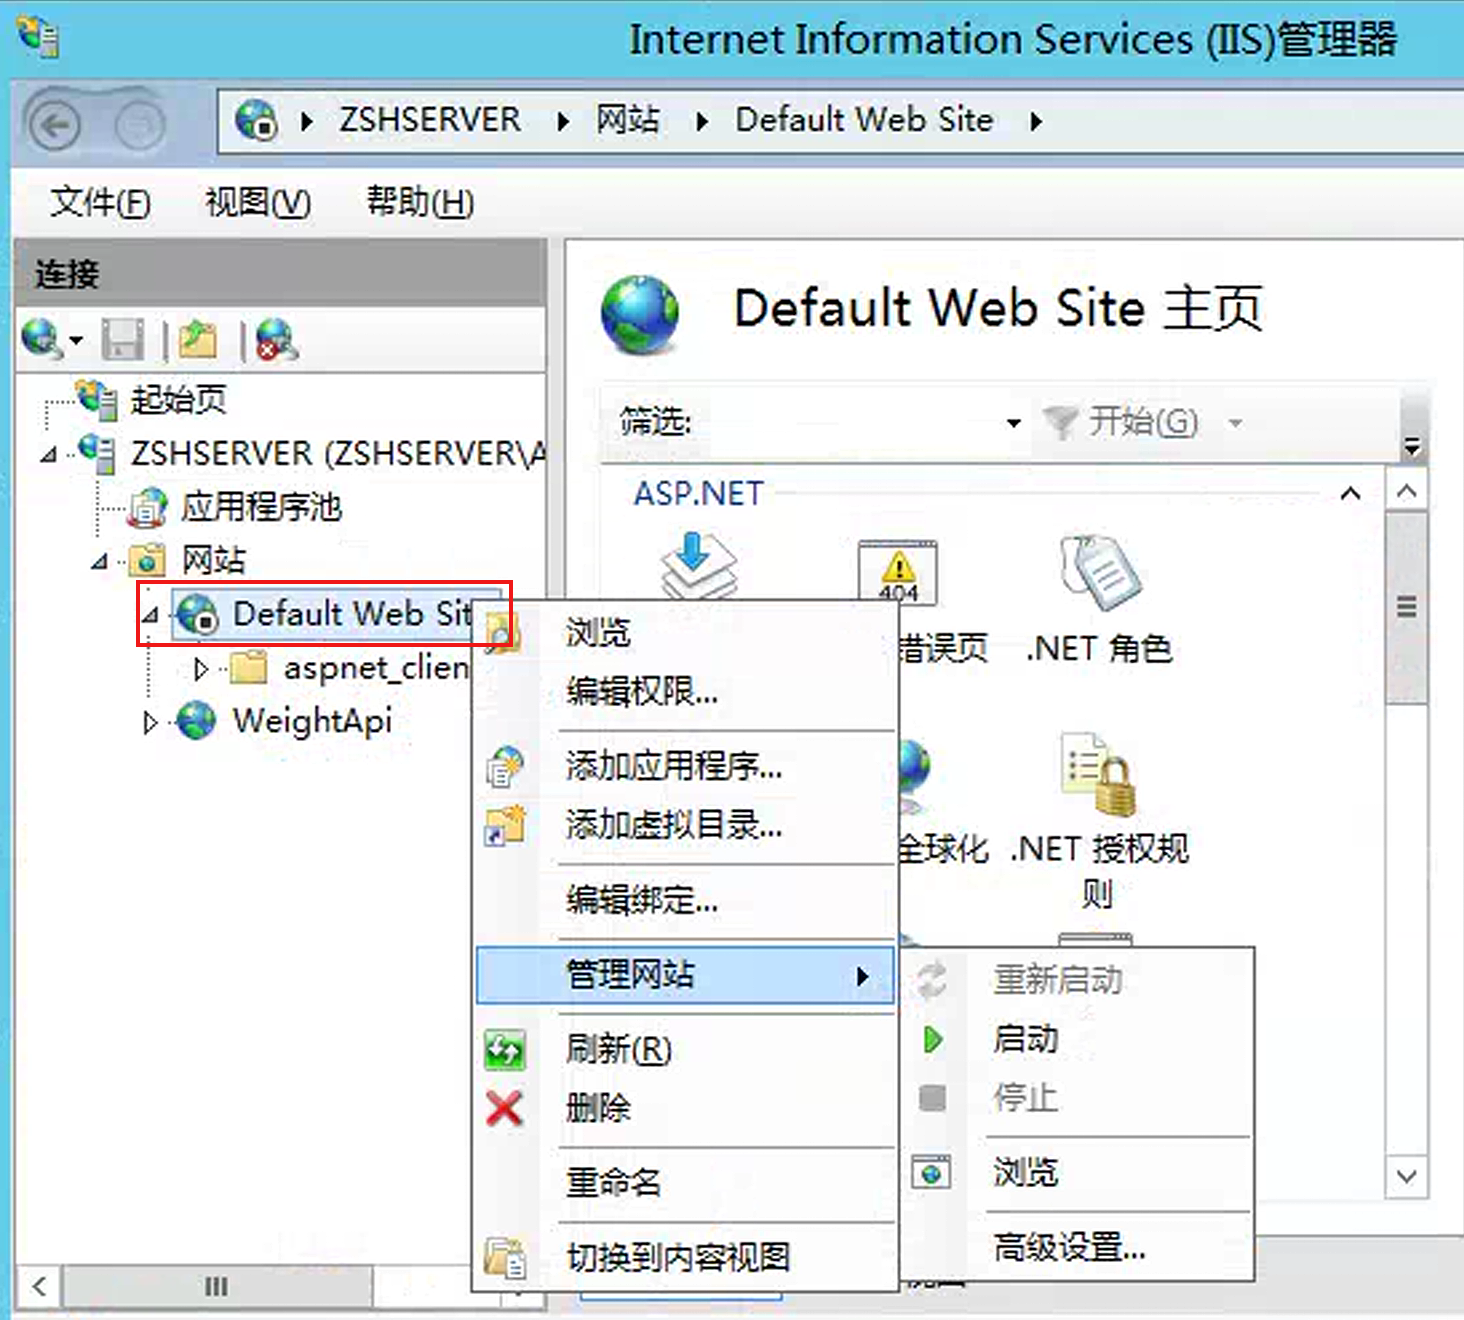 Internet Information Services (IIS)管理器
ZSHSERVER 网站 Default Web Site
文件(F) 视图(V) 帮助(H)
连接
起始页
ZSHSERVER (ZSHSERVER\A
应用程序池
网站
Default Web Sit
aspnet_clien
WeightApi
Default Web Site 主页
筛选: 开始(G)
ASP.NET
404
错误页
.NET 角色
全球化
.NET 授权规
则
浏览
编辑权限...
添加应用程序...
添加虚拟目录...
编辑绑定...
管理网站
刷新(R)
删除
重命名
切换到内容视图
重新启动
启动
停止
浏览
高级设置...